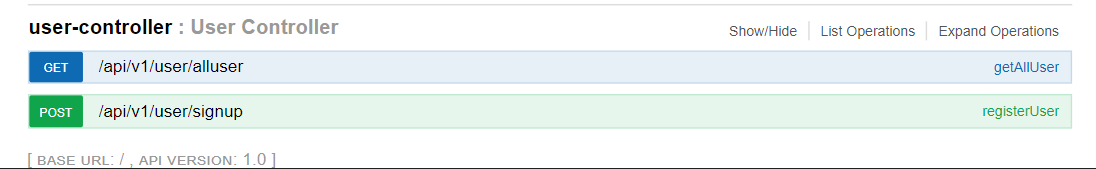 user-controller : User Controller
Show/Hide List Operations Expand Operations
GET /api/v1/user/alluser getAllUser
POST /api/v1/user/signup registerUser
[ BASE URL: / , API VERSION: 1.0 ]